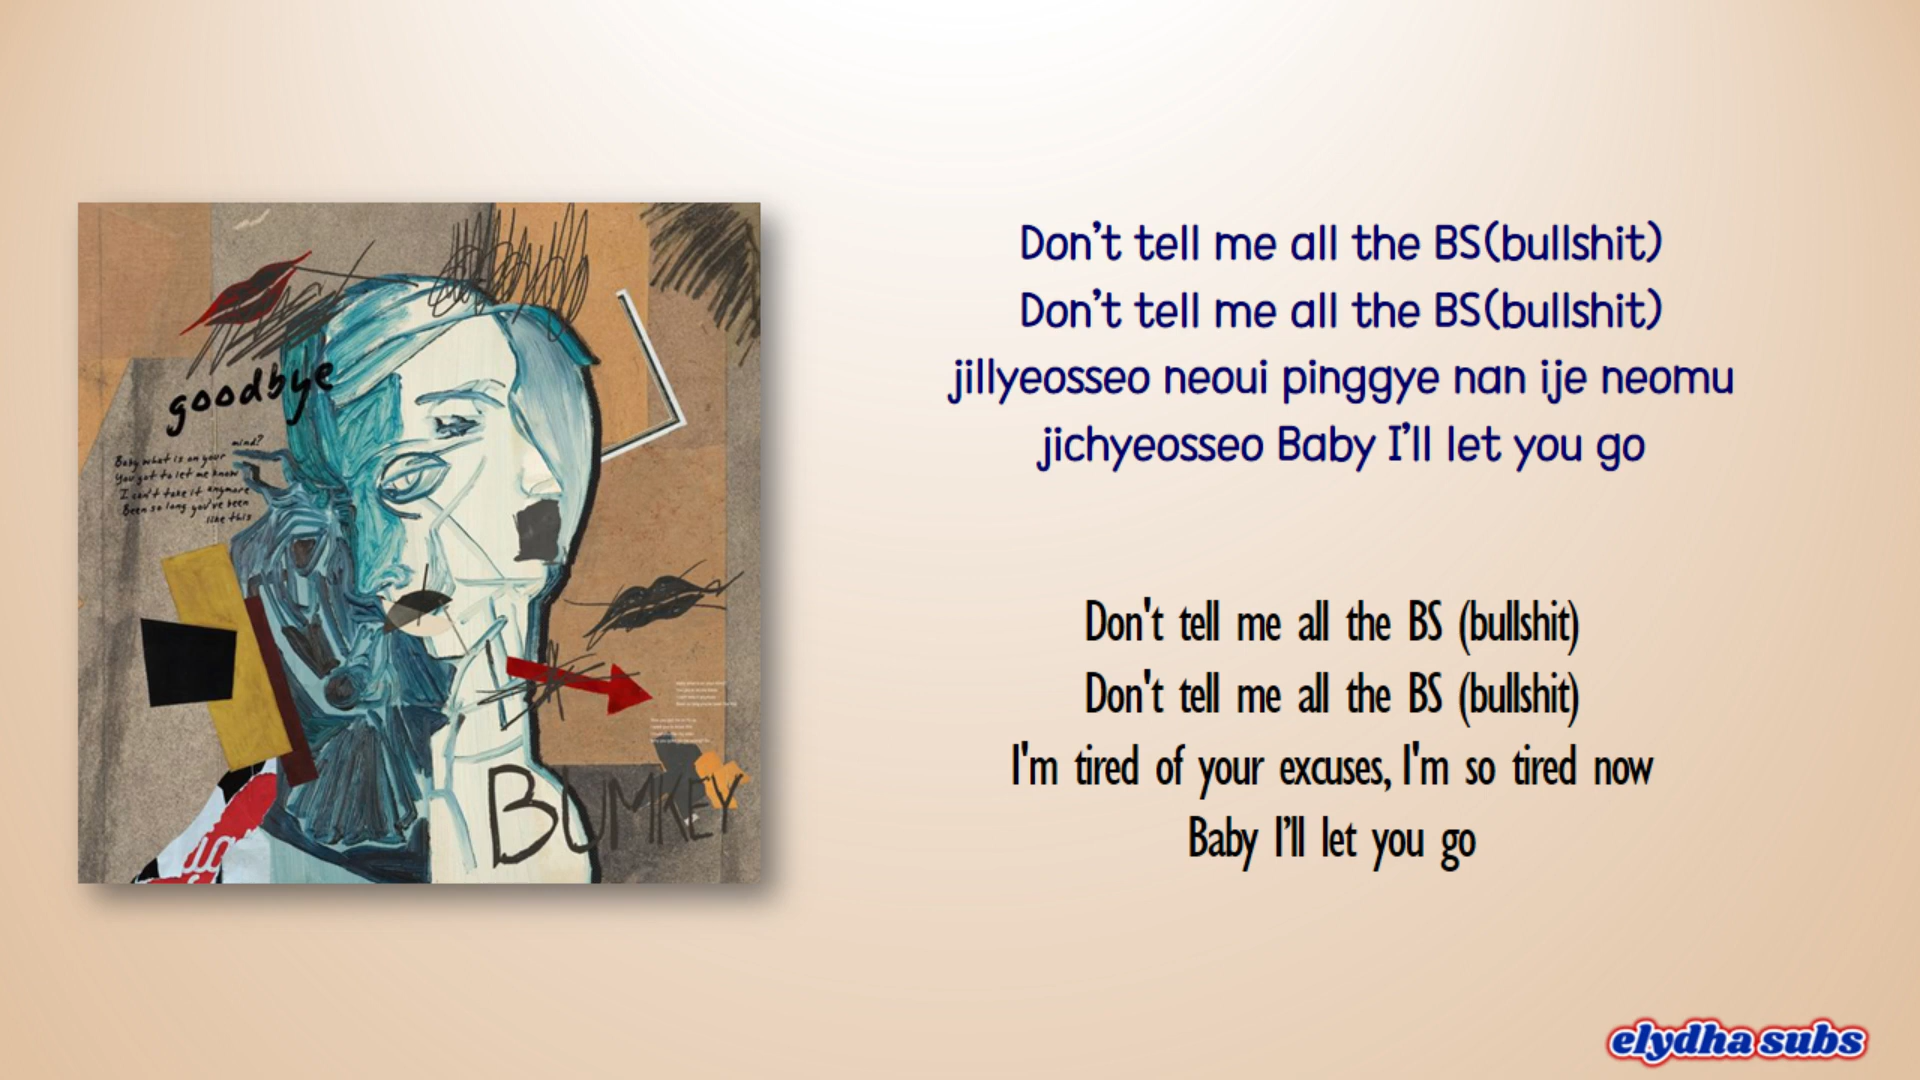 goodbye
mind?
Baby what is on your
You got to let me know
I can't take it anymore
Been so long you've been
like this
BUMKEY
Don't tell me all the BS(bullshit)
Don't tell me all the BS(bullshit)
jillyeosseo neoui pinggye nan ije neomu
jichyeosseo Baby I'll let you go
Don't tell me all the BS (bullshit)
Don't tell me all the BS (bullshit)
I'm tired of your excuses, I'm so tired now
Baby I'll let you go
elydha subs